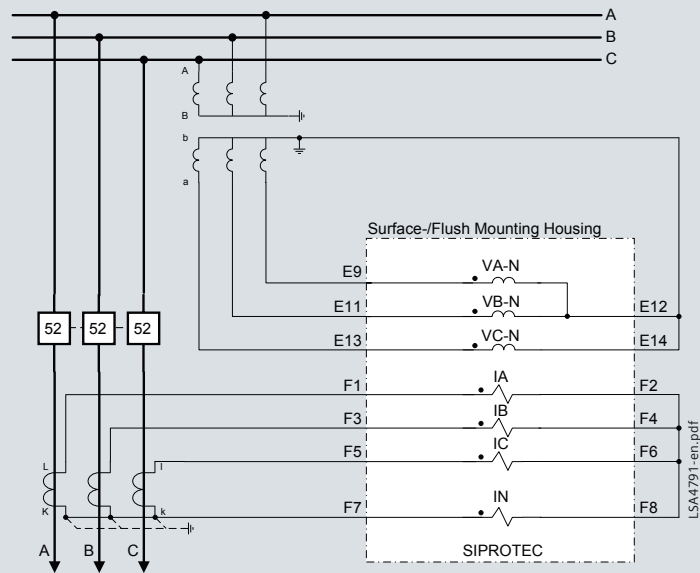 A
B
C
A
B
b
a
Surface-/Flush Mounting Housing
E9
VA-N
E11
VB-N
E12
52
52
52
E13
VC-N
E14
F1
IA
F2
F3
IB
F4
F5
IC
F6
L
l
K
k
F7
IN
F8
A
B
C
SIPROTEC
LSA4791-en.pdf